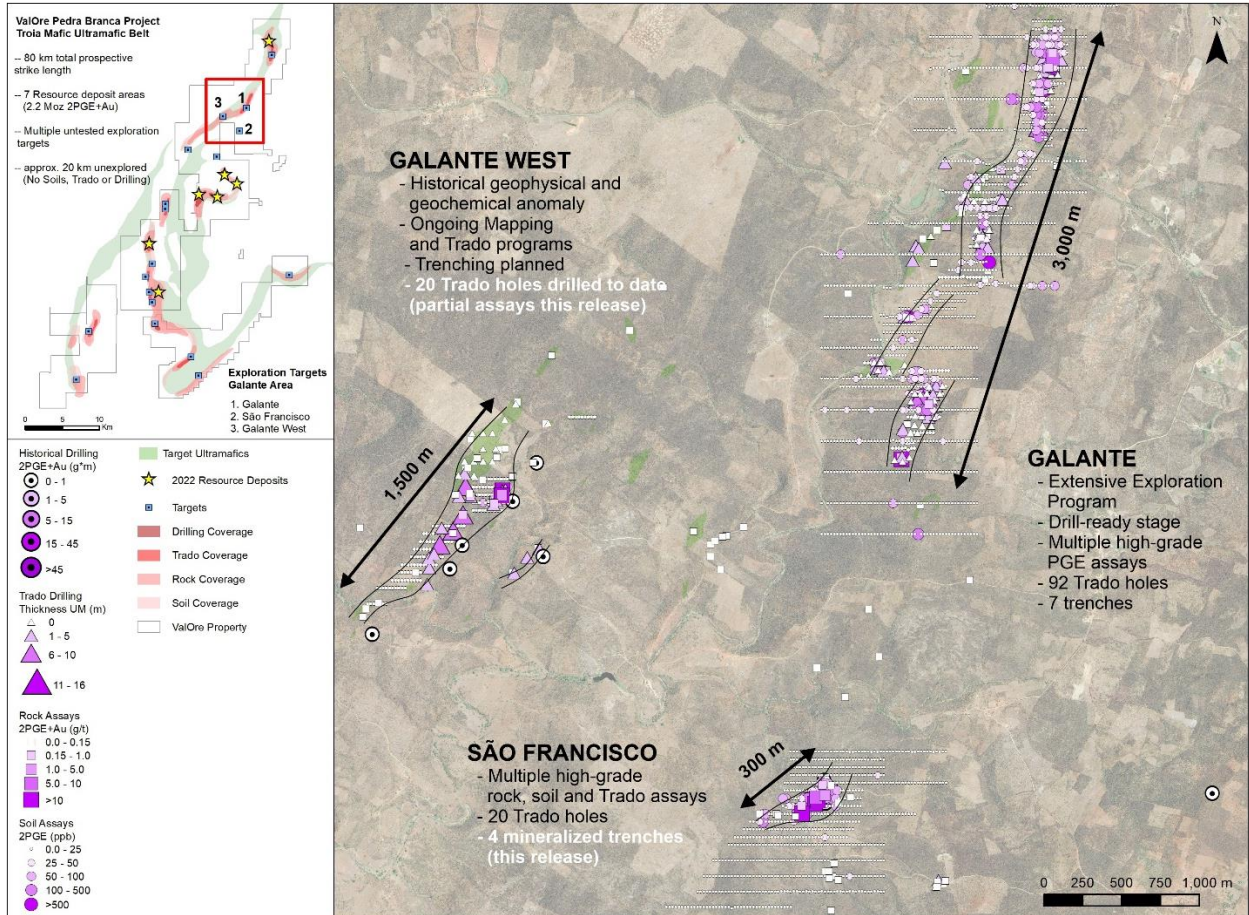 ValOre Pedra Branca Project
Troia Mafic Ultramafic Belt
-- 80 km total prospective
strike length
-- 7 Resource deposit areas
(2.2 Moz 2PGE+Au)
-- Multiple untested exploration
targets
-- approx. 20 km unexplored
(No Soils, Trado or Drilling)
3
1
2
Exploration Targets
Galante Area
1. Galante
2. São Francisco
3. Galante West
0 5 10
Km
Historical Drilling
2PGE+Au (g*m)
0 - 1
1 - 5
5 - 15
15 - 45
>45
Trado Drilling
Thickness UM (m)
0
1 - 5
6 - 10
11 - 16
Rock Assays
2PGE+Au (g/t)
0.0 - 0.15
0.15 - 1.0
1.0 - 5.0
5.0 - 10
>10
Soil Assays
2PGE (ppb)
0.0 - 25
25 - 50
50 - 100
100 - 500
>500
Target Ultramafics
2022 Resource Deposits
Targets
Drilling Coverage
Trado Coverage
Rock Coverage
Soil Coverage
ValOre Property
N
GALANTE WEST
- Historical geophysical and
geochemical anomaly
- Ongoing Mapping
and Trado programs
- Trenching planned
- 20 Trado holes drilled to date
(partial assays this release)
3,000 m
1,500 m
GALANTE
- Extensive Exploration
Program
- Drill-ready stage
- Multiple high-grade
PGE assays
- 92 Trado holes
- 7 trenches
SÃO FRANCISCO
- Multiple high-grade
rock, soil and Trado assays
- 20 Trado holes
- 4 mineralized trenches
(this release)
300 m
0 250 500 750 1,000 m